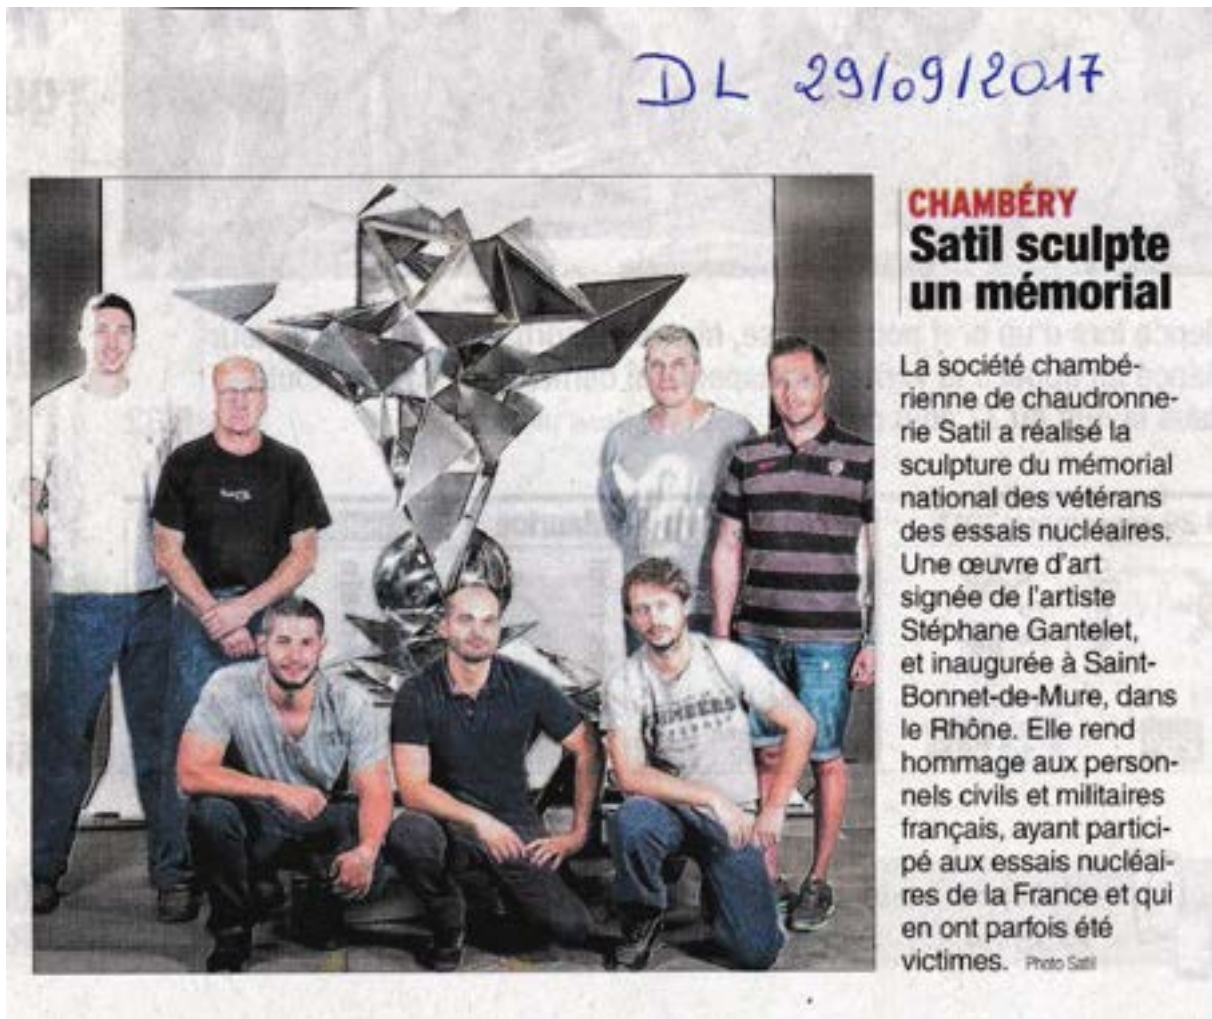 DL 29/09/2017
CHAMBÉRY
Satil sculpte
un mémorial
La société chambé-
rienne de chaudronne-
rie Satil a réalisé la
sculpture du mémorial
national des vétérans
des essais nucléaires.
Une œuvre d’art
signée de l’artiste
Stéphane Gantelet,
et inaugurée à Saint-
Bonnet-de-Mure, dans
le Rhône. Elle rend
hommage aux person-
nels civils et militaires
français, ayant partici-
pé aux essais nucléai-
res de la France et qui
en ont parfois été
victimes. Photo Satil